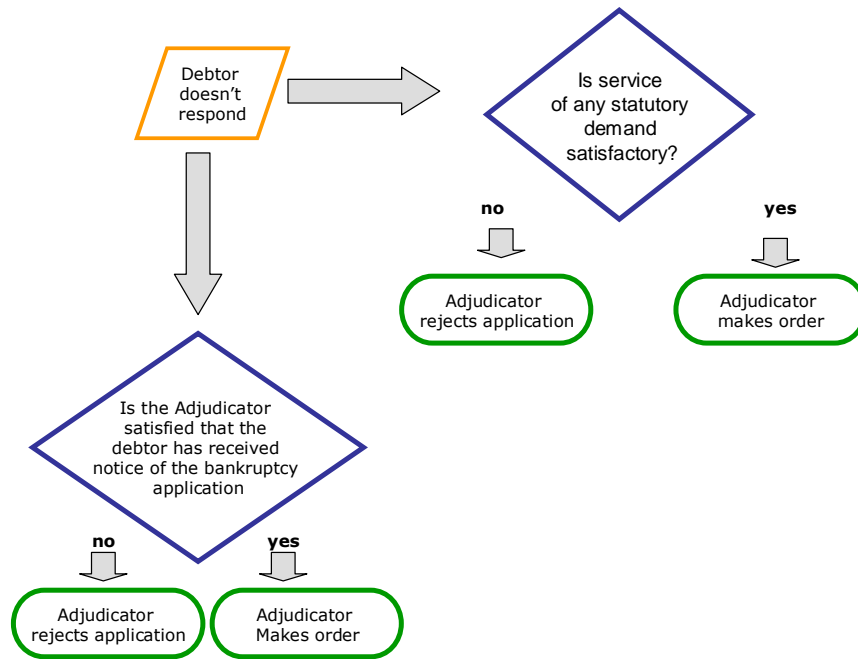 Debtor
doesn't
respond
Is service
of any statutory
demand
satisfactory?
no
yes
Adjudicator
rejects application
Adjudicator
makes order
Is the Adjudicator
satisfied that the
debtor has received
notice of the bankruptcy
application
no
yes
Adjudicator
rejects application
Adjudicator
Makes order